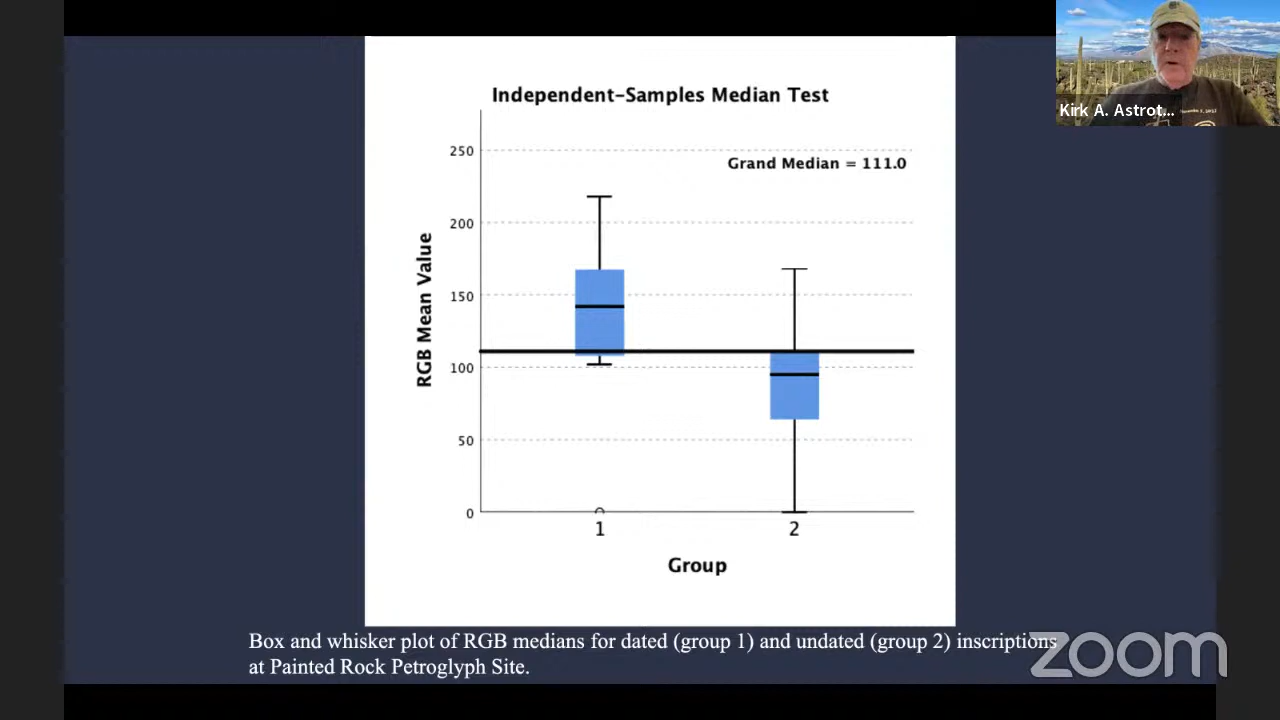 Kirk A. Astrot...
Independent-Samples Median Test
Grand Median = 111.0
RGB Mean Value
250
200
150
100
50
0
1
2
Group
Box and whisker plot of RGB medians for dated (group 1) and undated (group 2) inscriptions
at Painted Rock Petroglyph Site.
zoom